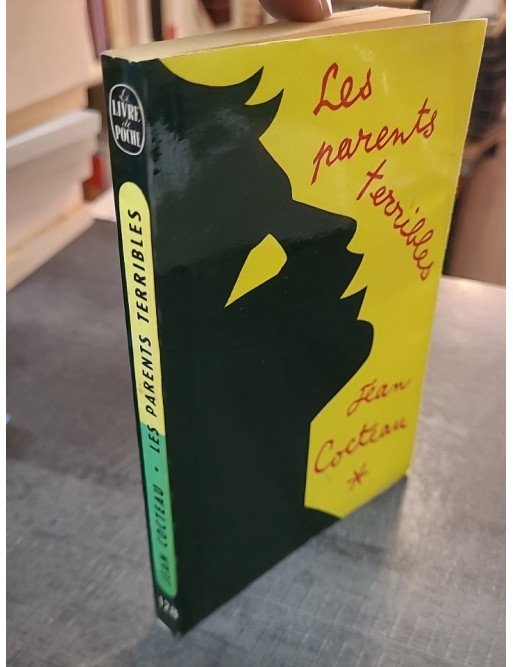 Le
LIVRE
de
POCHE
JEAN COCTEAU • LES PARENTS TERRIBLES
128
Les
parents
terribles
Jean
Cocteau
*